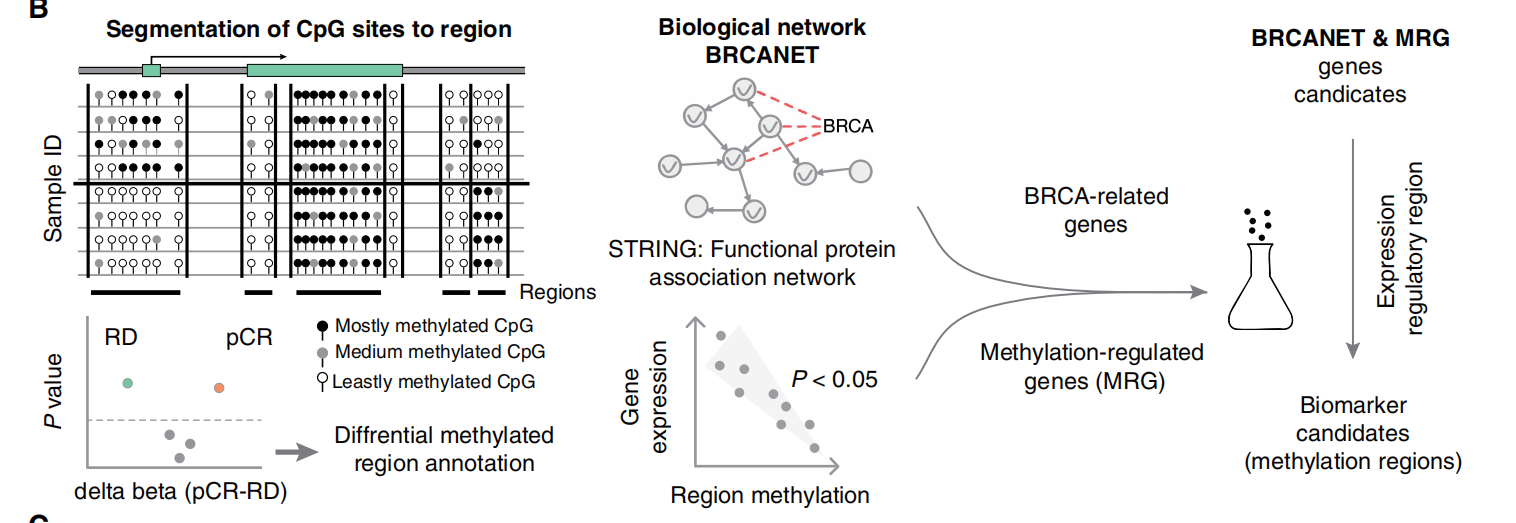 B
Segmentation of CpG sites to region
Sample ID
Regions
RD
pCR
P value
delta beta (pCR-RD)
Mostly methylated CpG
Medium methylated CpG
Leastly methylated CpG
Diffrential methylated
region annotation
Biological network
BRCANET
BRCA
STRING: Functional protein
association network
Gene
expression
P < 0.05
Region methylation
BRCA-related
genes
Methylation-regulated
genes (MRG)
BRCANET & MRG
genes
candicates
Expression
regulatory region
Biomarker
candidates
(methylation regions)